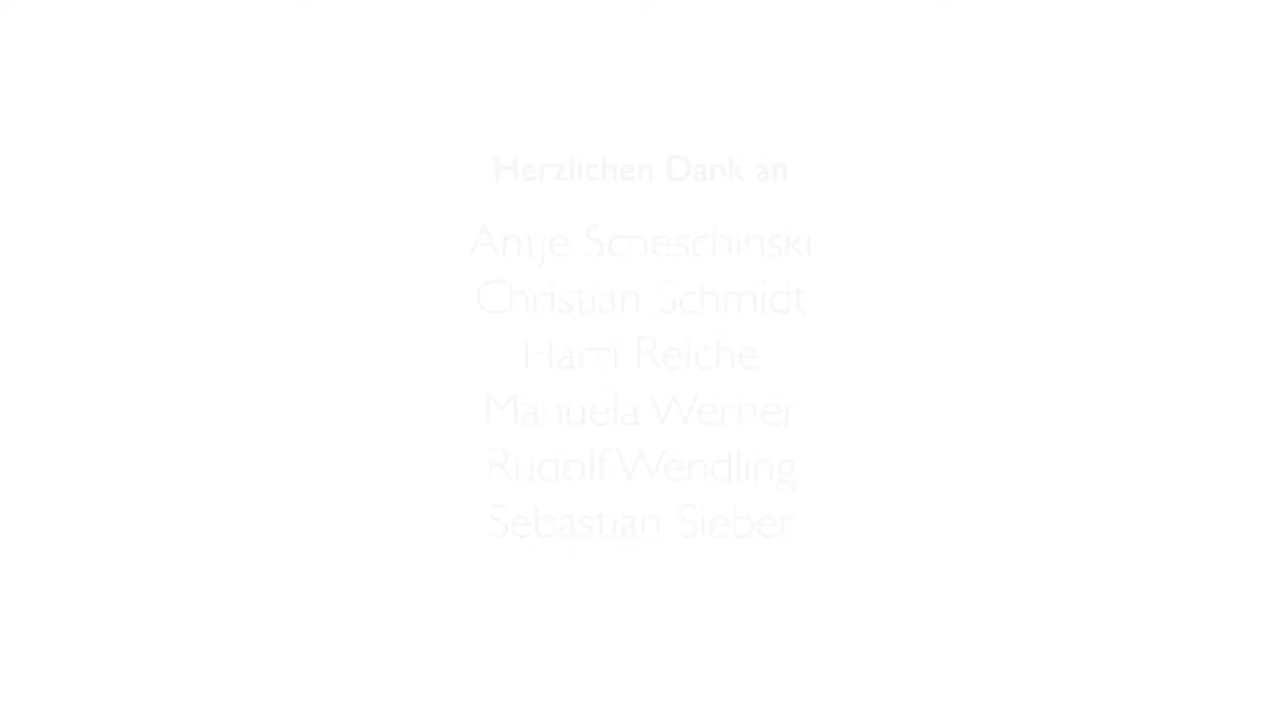 Herzlichen Dank an
Antje Scheschinski
Christian Schmidt
Harti Reiche
Manuela Werner
Rudolf Wendling
Sebastian Sieber